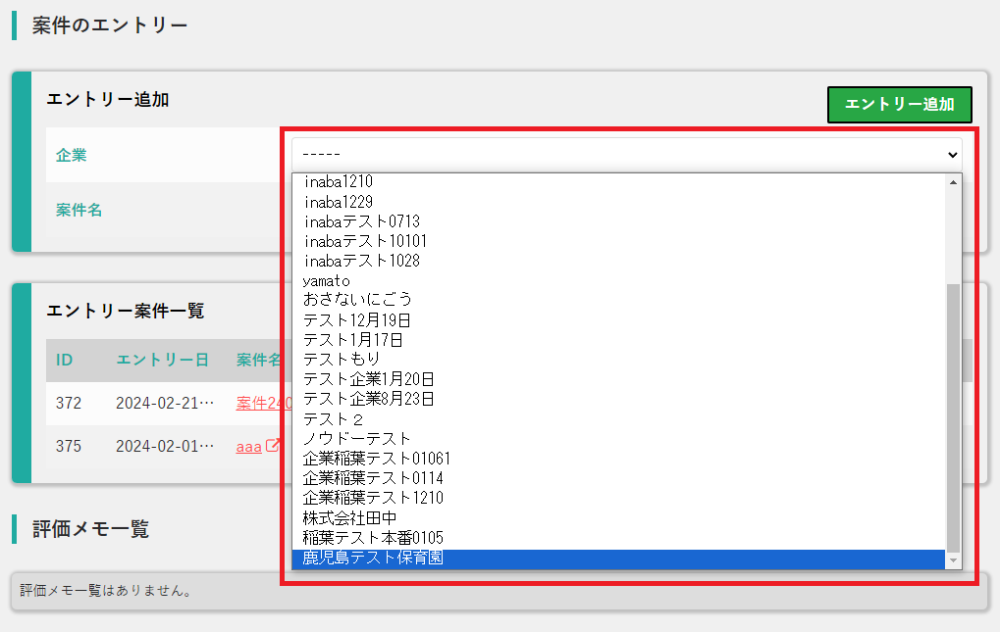 案件のエントリー
エントリー追加
エントリー追加
企業
-----
案件名
inaba1210
inaba1229
inabaテスト0713
inabaテスト10101
inabaテスト1028
yamato
おさないにごう
テスト12月19日
テスト1月17日
テストもり
テスト企業1月20日
テスト企業8月23日
テスト２
ノウドーテスト
企業稲葉テスト01061
企業稲葉テスト0114
企業稲葉テスト1210
株式会社田中
稲葉テスト本番0105
鹿児島テスト保育園
エントリー案件一覧
ID エントリー日 案件名
372 2024-02-21… 案件240
375 2024-02-01… aaa
評価メモ一覧
評価メモ一覧はありません。